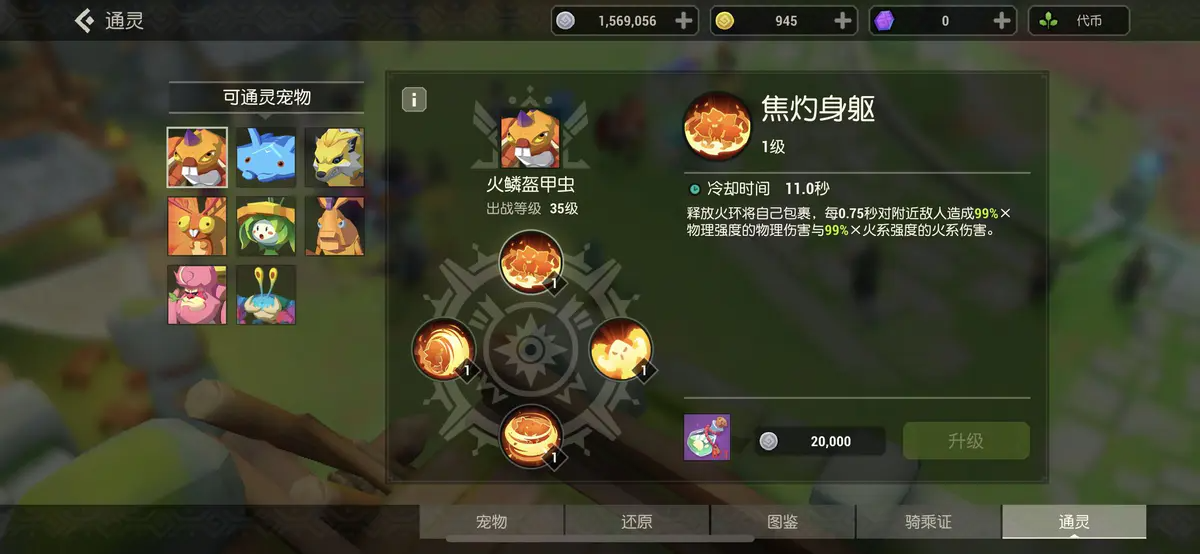 通灵
1,569,056
945
0
代币
可通灵宠物
火鳞盔甲虫
出战等级 35级
1
1
1
1
焦灼身躯
1级
冷却时间 11.0秒
释放火环将自己包裹，每0.75秒对附近敌人造成99%×
物理强度的物理伤害与99%×火系强度的火系伤害。
20,000
升级
宠物
还原
图鉴
骑乘证
通灵